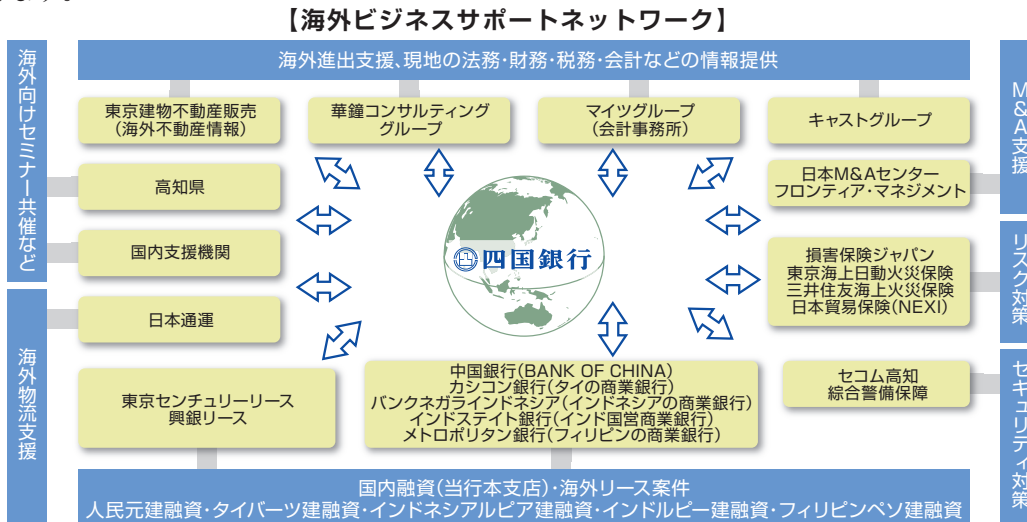 【海外ビジネスサポートネットワーク】
海外進出支援、現地の法務・財務・税務・会計などの情報提供
海外向けセミナー共催など
海外物流支援
東京建物不動産販売
(海外不動産情報)
華鐘コンサルティング
グループ
マイツグループ
(会計事務所)
キャストグループ
高知県
国内支援機関
日本通運
四国銀行
日本M&Aセンター
フロンティア・マネジメント
損害保険ジャパン
東京海上日動火災保険
三井住友海上火災保険
日本貿易保険(NEXI)
東京センチュリーリース
興銀リース
中国銀行(BANK OF CHINA)
カシコン銀行(タイの商業銀行)
バンクネガラインドネシア(インドネシアの商業銀行)
インドステイト銀行(インド国営商業銀行)
メトロポリタン銀行(フィリピンの商業銀行)
セコム高知
綜合警備保障
M&A支援
リスク対策
セキュリティ対策
国内融資(当行本支店)・海外リース案件
人民元建融資・タイバーツ建融資・インドネシアルピア建融資・インドルピー建融資・フィリピンペソ建融資